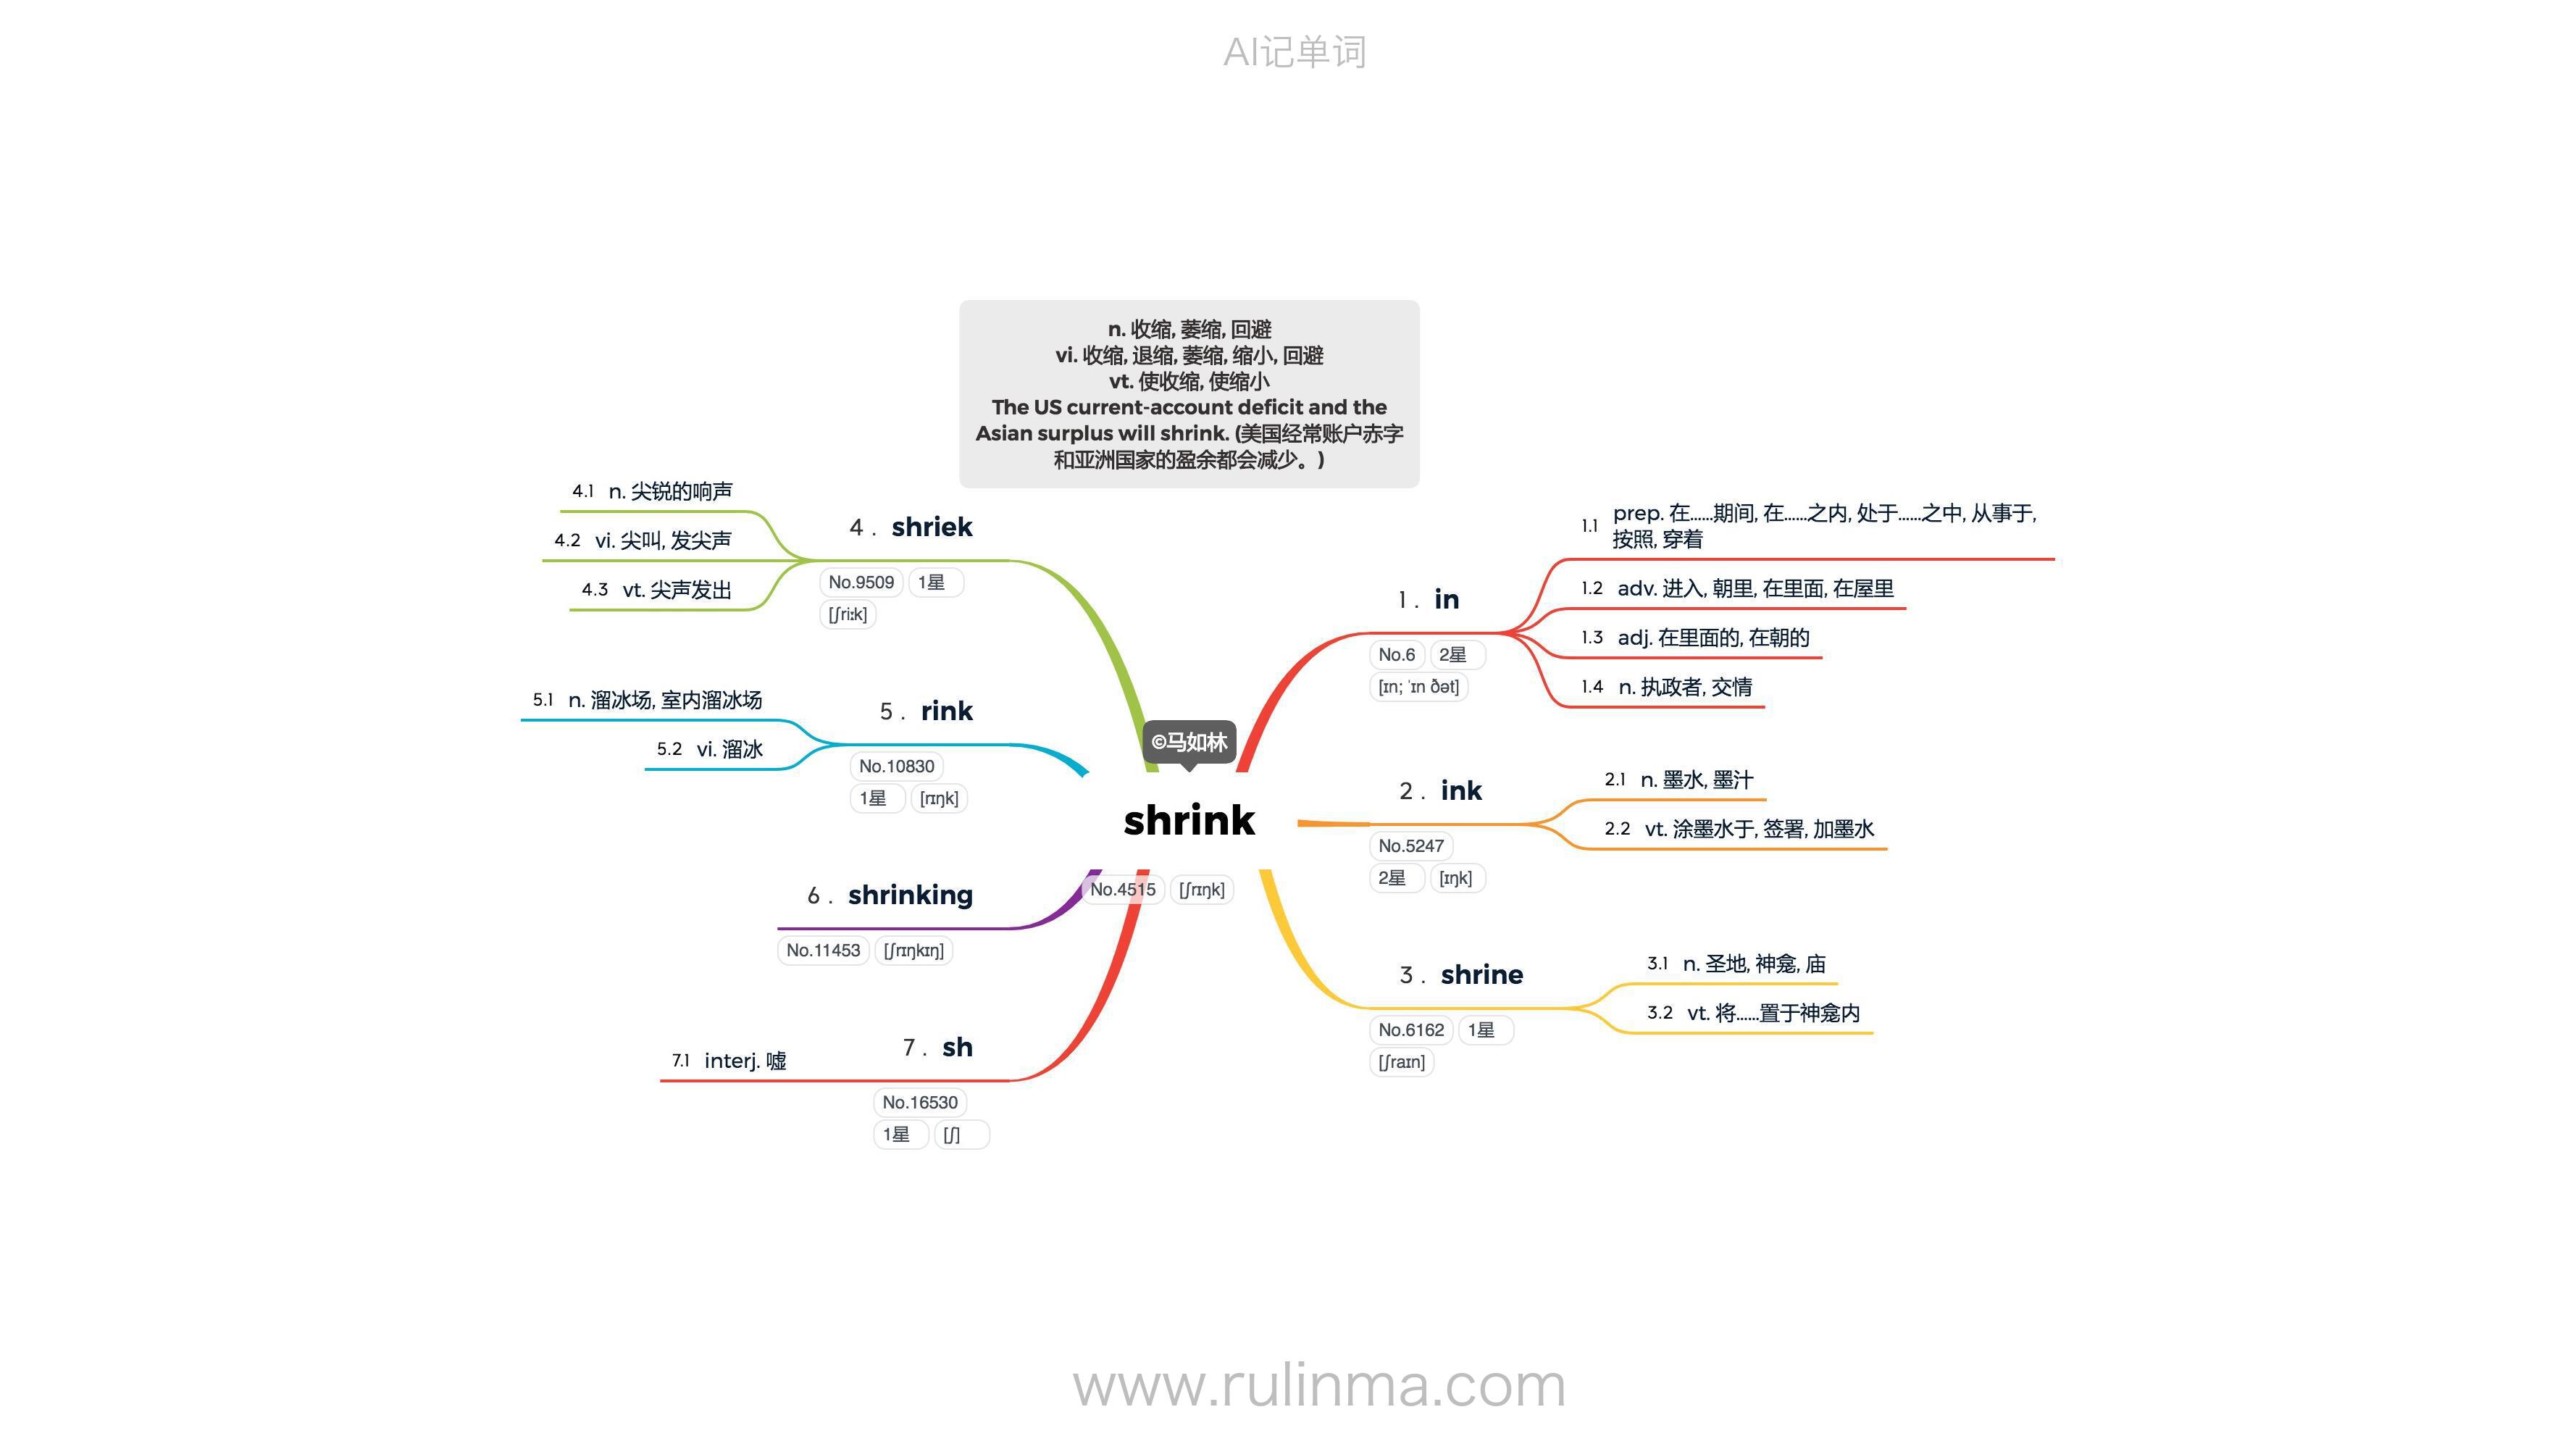 AI记单词
n. 收缩, 萎缩, 回避
vi. 收缩, 退缩, 萎缩, 缩小, 回避
vt. 使收缩, 使缩小
The US current-account deficit and the
Asian surplus will shrink. (美国经常账户赤字
和亚洲国家的盈余都会减少。)
©马如林
shrink
No.4515 [ʃrɪŋk]
1 . in
No.6 2星
[ɪn; ˈɪn ðət]
1.1 prep. 在……期间, 在……之内, 处于……之中, 从事于,
按照, 穿着
1.2 adv. 进入, 朝里, 在里面, 在屋里
1.3 adj. 在里面的, 在朝的
1.4 n. 执政者, 交情
2 . ink
No.5247
2星 [ɪŋk]
2.1 n. 墨水, 墨汁
2.2 vt. 涂墨水于, 签署, 加墨水
3 . shrine
No.6162 1星
[ʃraɪn]
3.1 n. 圣地, 神龛, 庙
3.2 vt. 将……置于神龛内
4 . shriek
No.9509 1星
[ʃriːk]
4.1 n. 尖锐的响声
4.2 vi. 尖叫, 发尖声
4.3 vt. 尖声发出
5 . rink
No.10830
1星 [rɪŋk]
5.1 n. 溜冰场, 室内溜冰场
5.2 vi. 溜冰
6 . shrinking
No.11453 [ʃrɪŋkɪŋ]
7 . sh
No.16530
1星 [ʃ]
7.1 interj. 嘘
www.rulinma.com